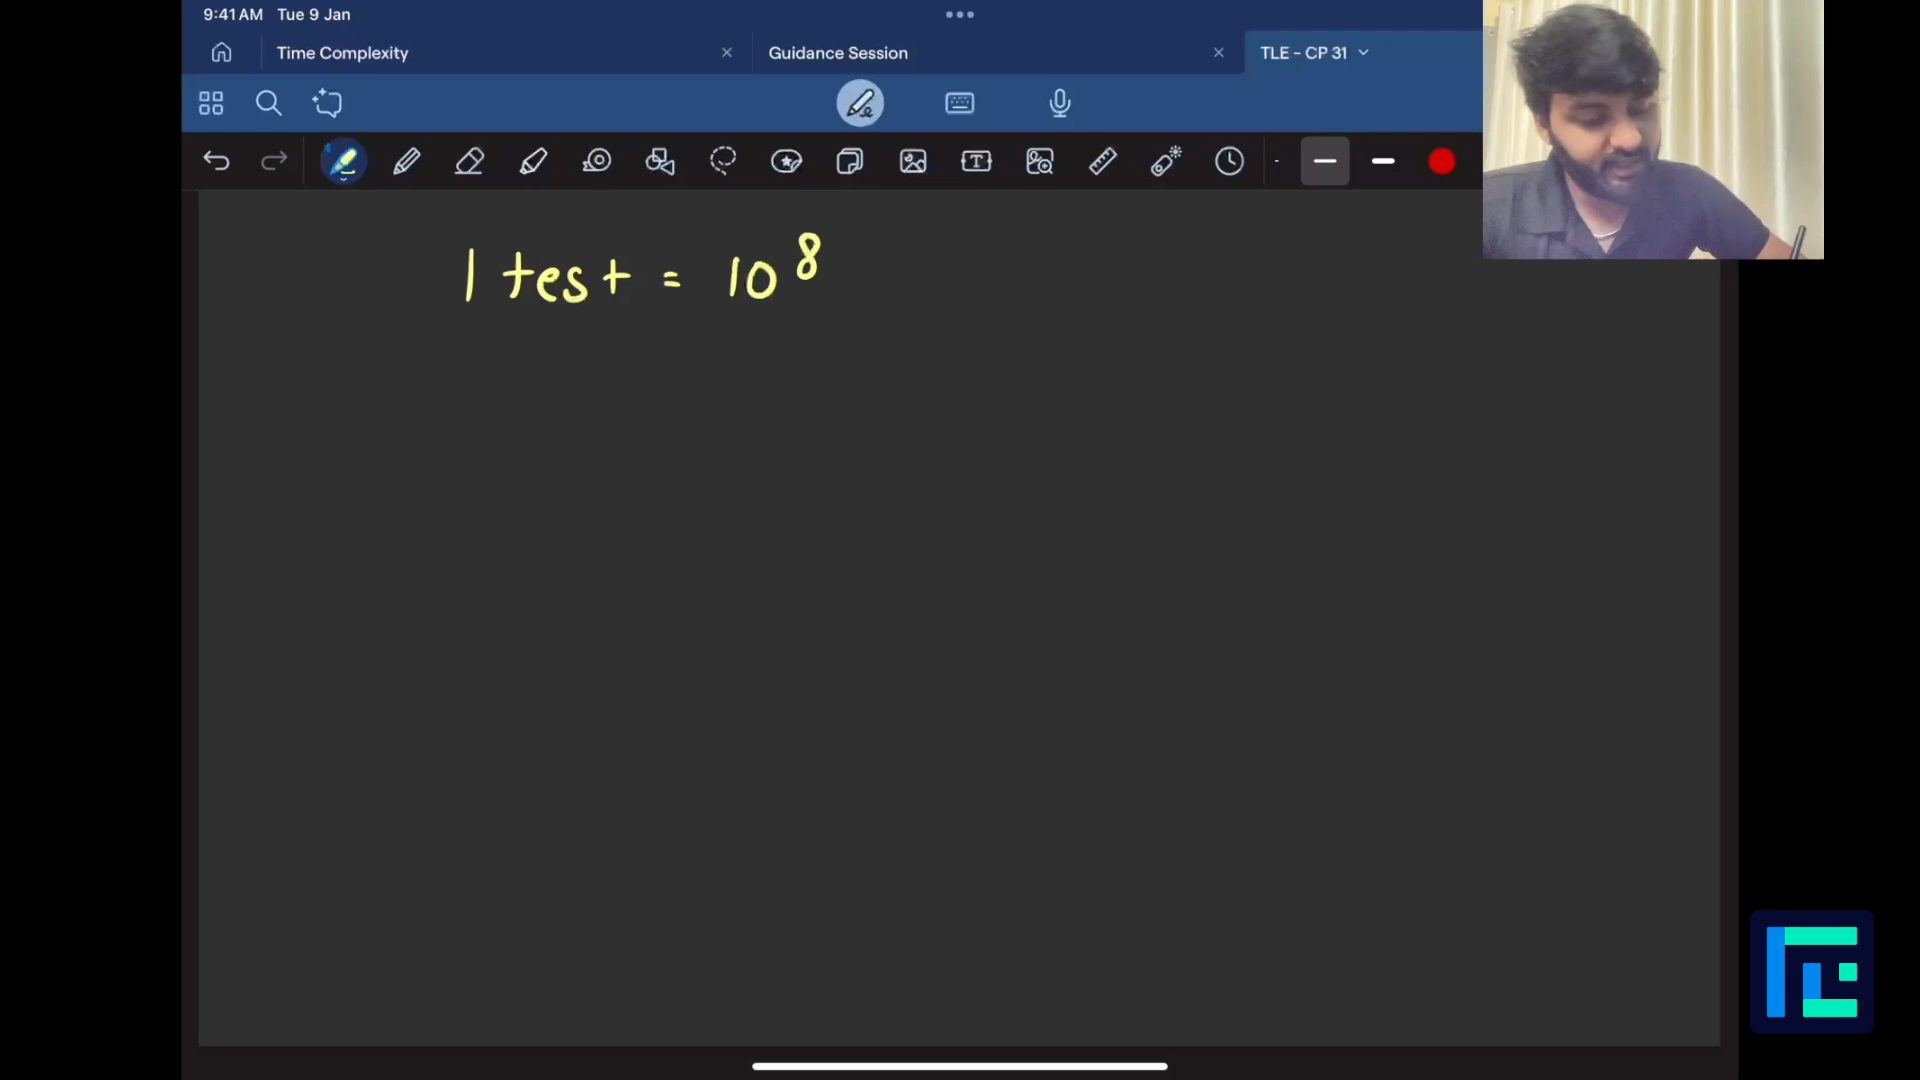 9:41 AM Tue 9 Jan
Time Complexity
Guidance Session
TLE - CP 31
1 test = 10^8